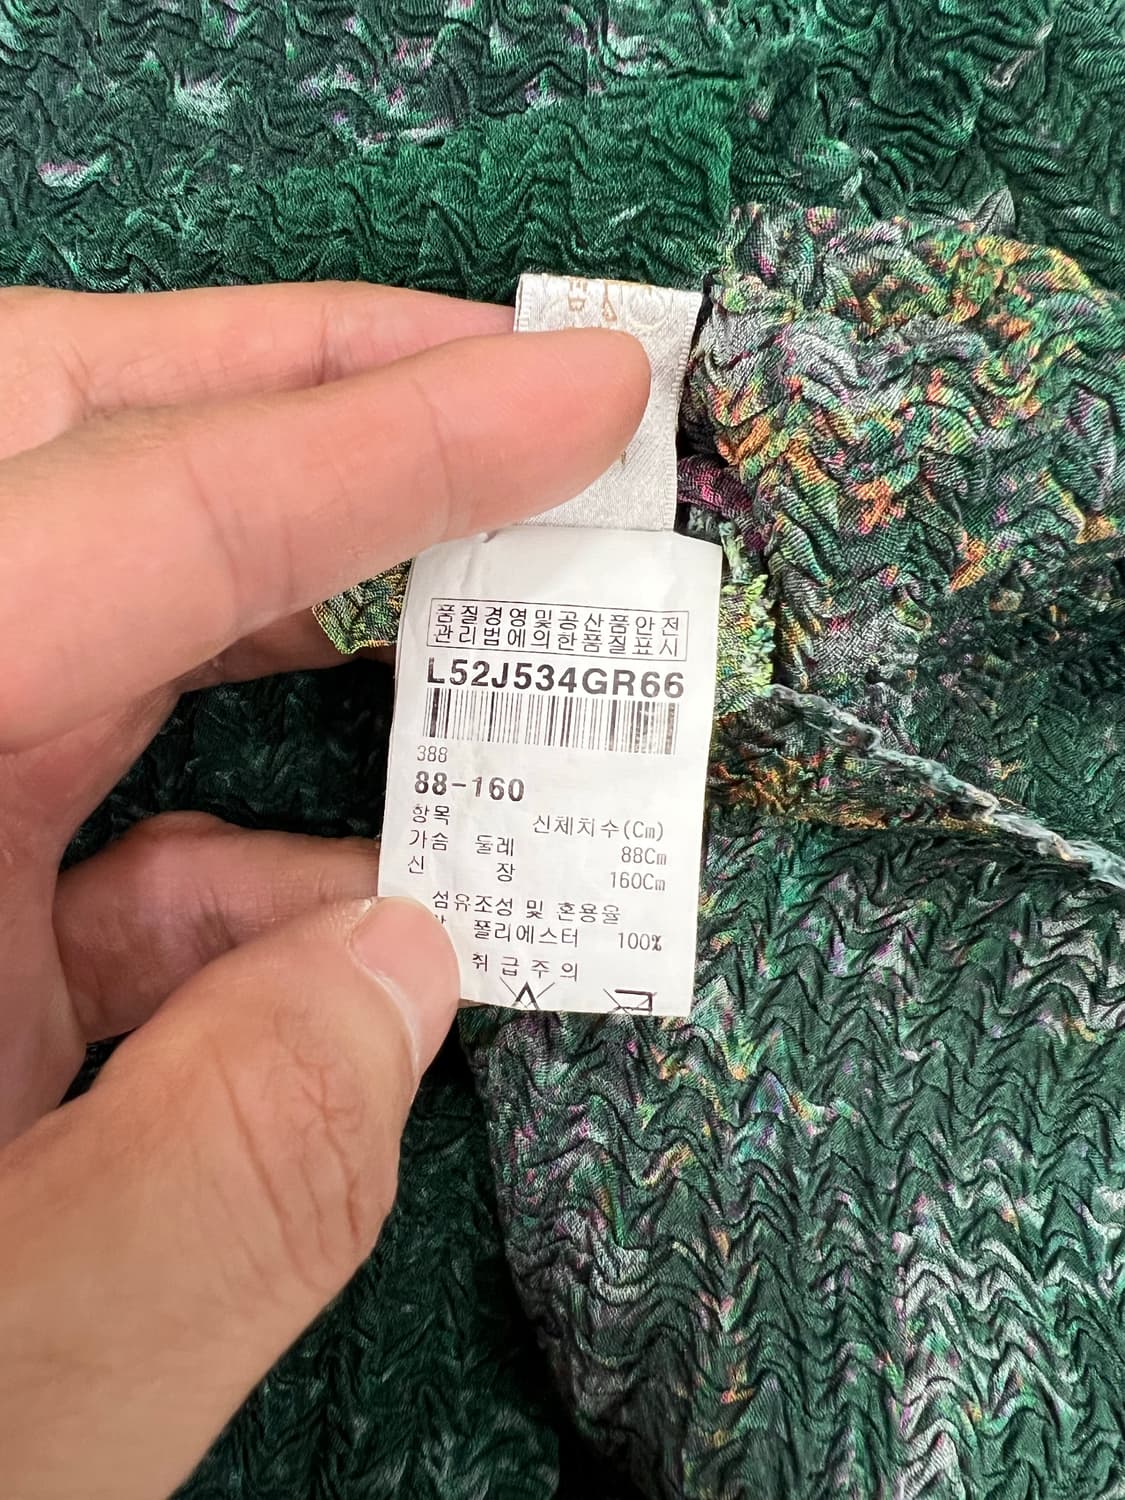 품질경영및공산품안전
관리법에의한품질표시
L52J534GR66
388
88-160
항목 신체치수(Cm)
가슴 둘레 88Cm
신 장 160Cm
섬유조성 및 혼용율
폴리에스터 100%
취급주의